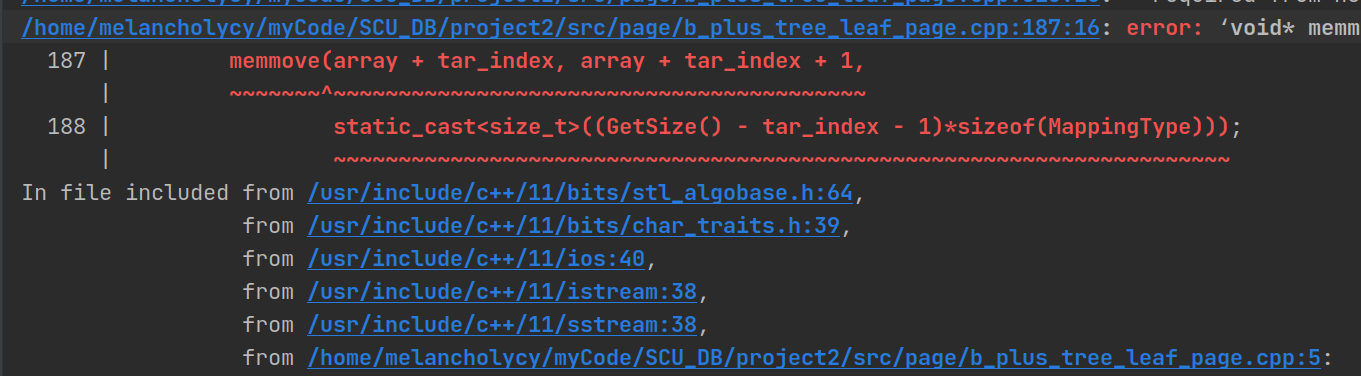 /home/melancholycy/myCode/SCU_DB/project2/src/page/b_plus_tree_leaf_page.cpp:187:16: error: ‘void* memm
187 | memmove(array + tar_index, array + tar_index + 1,
| ~~~~~~~^~~~~~~~~~~~~~~~~~~~~~~~~~~~~~~~~~~~~~~~~~
188 | static_cast<size_t>((GetSize() - tar_index - 1)*sizeof(MappingType)));
| ~~~~~~~~~~~~~~~~~~~~~~~~~~~~~~~~~~~~~~~~~~~~~~~~~~~~~~~~~~~~~~~~~~~~~
In file included from /usr/include/c++/11/bits/stl_algobase.h:64,
from /usr/include/c++/11/bits/char_traits.h:39,
from /usr/include/c++/11/ios:40,
from /usr/include/c++/11/istream:38,
from /usr/include/c++/11/sstream:38,
from /home/melancholycy/myCode/SCU_DB/project2/src/page/b_plus_tree_leaf_page.cpp:5: